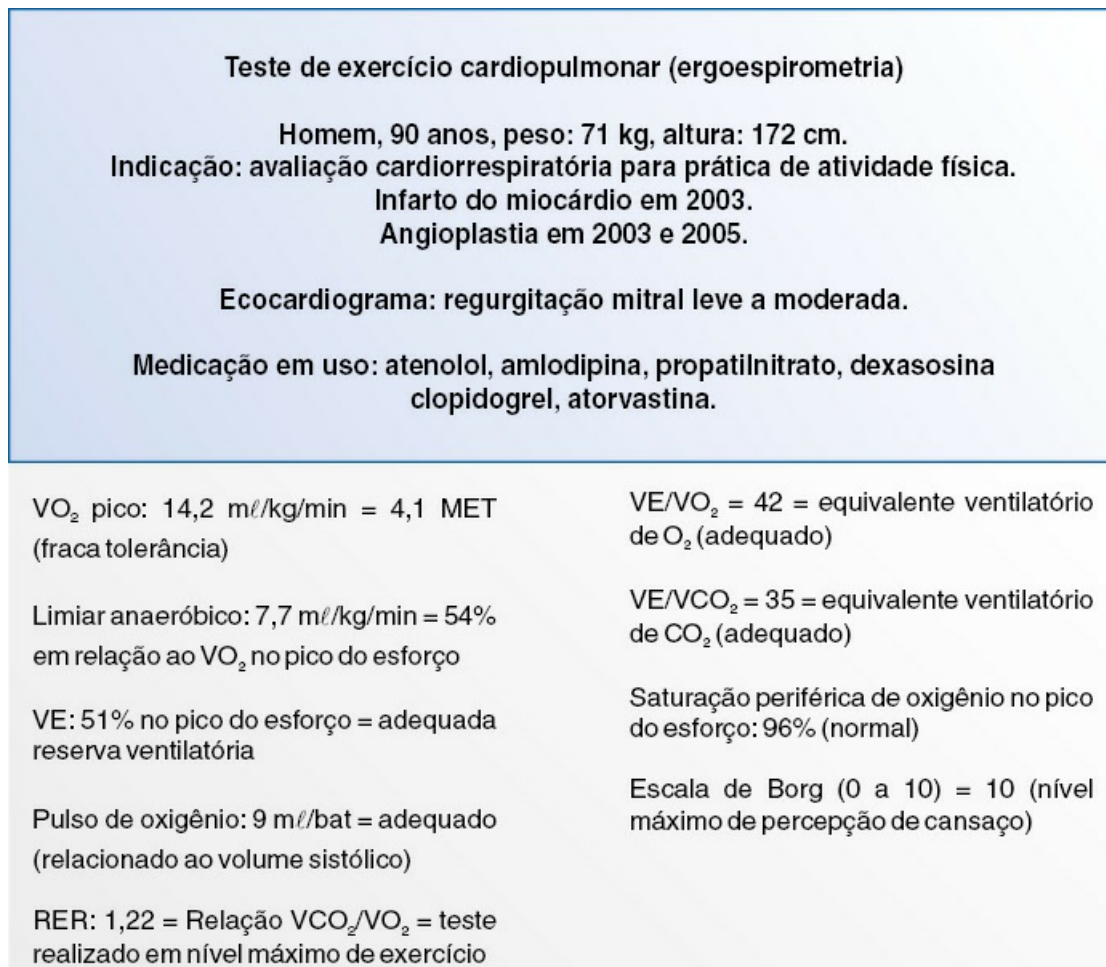 Teste de exercício cardiopulmonar (ergoespirometria)
Homem, 90 anos, peso: 71 kg, altura: 172 cm.
Indicação: avaliação cardiorrespiratória para prática de atividade física.
Infarto do miocárdio em 2003.
Angioplastia em 2003 e 2005.
Ecocardiograma: regurgitação mitral leve a moderada.
Medicação em uso: atenolol, amlodipina, propatilnitrato, dexasosina
clopidogrel, atorvastina.
VO₂ pico: 14,2 mℓ/kg/min = 4,1 MET
(fraca tolerância)
Limiar anaeróbico: 7,7 mℓ/kg/min = 54%
em relação ao VO₂ no pico do esforço
VE: 51% no pico do esforço = adequada
reserva ventilatória
Pulso de oxigênio: 9 mℓ/bat = adequado
(relacionado ao volume sistólico)
RER: 1,22 = Relação VCO₂/VO₂ = teste
realizado em nível máximo de exercício
VE/VO₂ = 42 = equivalente ventilatório
de O₂ (adequado)
VE/VCO₂ = 35 = equivalente ventilatório
de CO₂ (adequado)
Saturação periférica de oxigênio no pico
do esforço: 96% (normal)
Escala de Borg (0 a 10) = 10 (nível
máximo de percepção de cansaço)